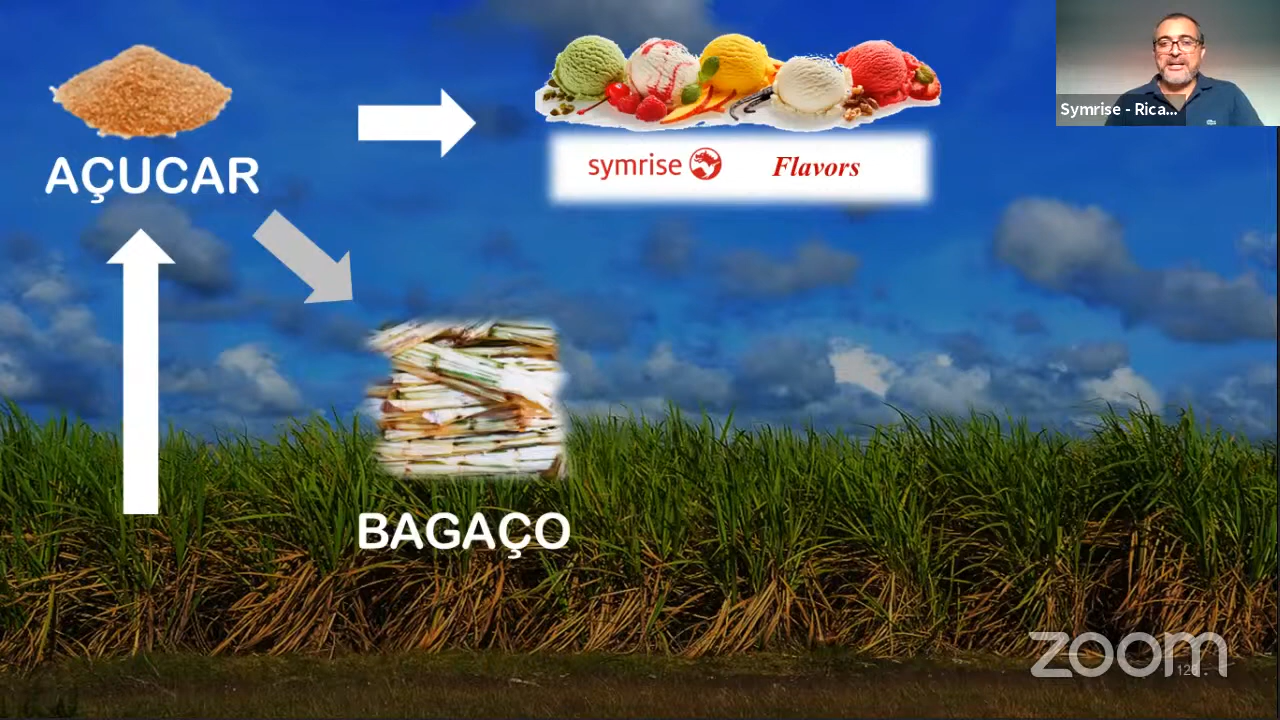 AÇUCAR
symrise Flavors
Symrise - Rica...
BAGAÇO
zoom